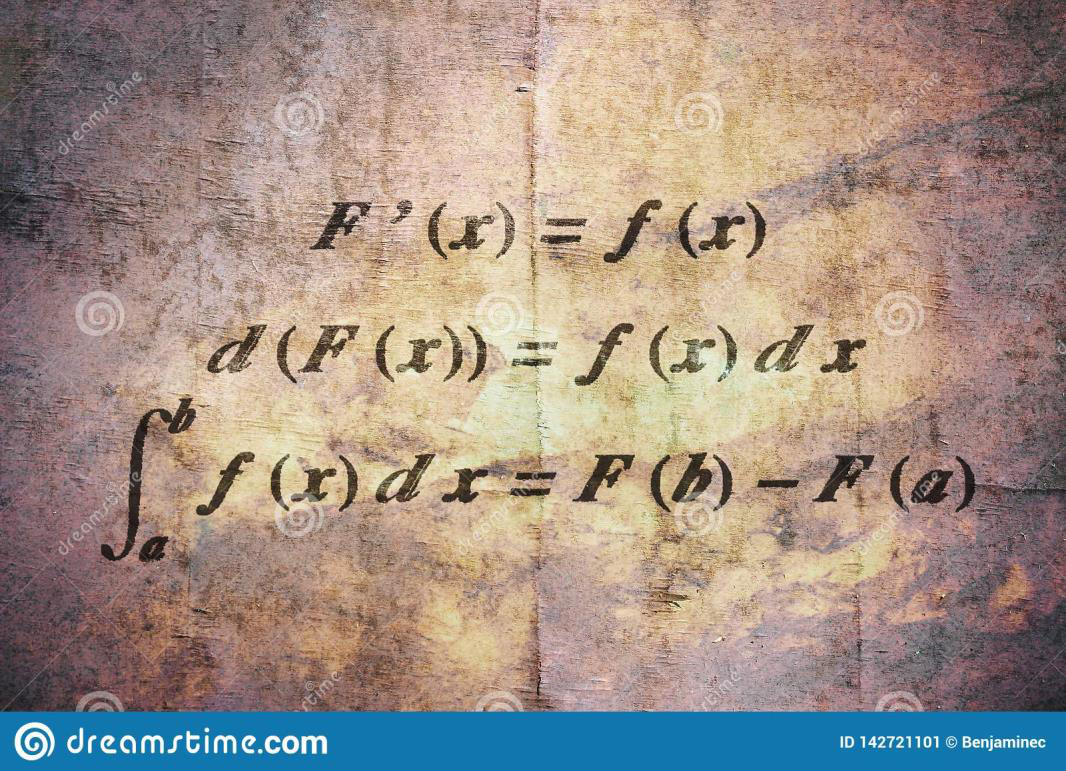 F’(x) = f(x)
d(F(x)) = f(x)dx
∫ₐᵇ f(x)dx = F(b) – F(a)
dreamstime.com
ID 142721101 © Benjaminec